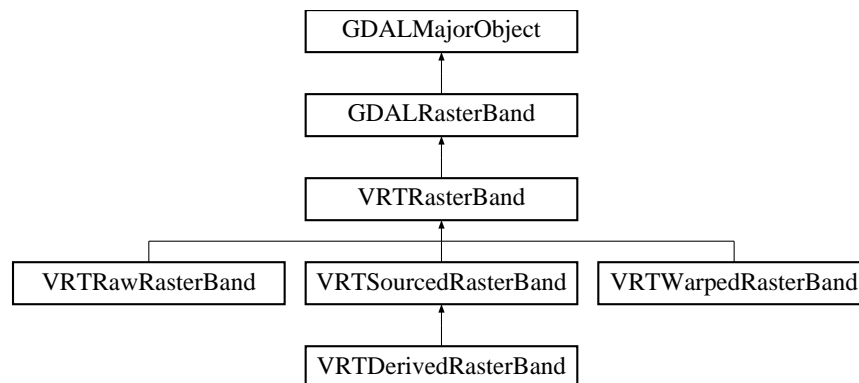 GDALMajorObject
GDALRasterBand
VRTRasterBand
VRTRawRasterBand
VRTSourcedRasterBand
VRTWarpedRasterBand
VRTDerivedRasterBand